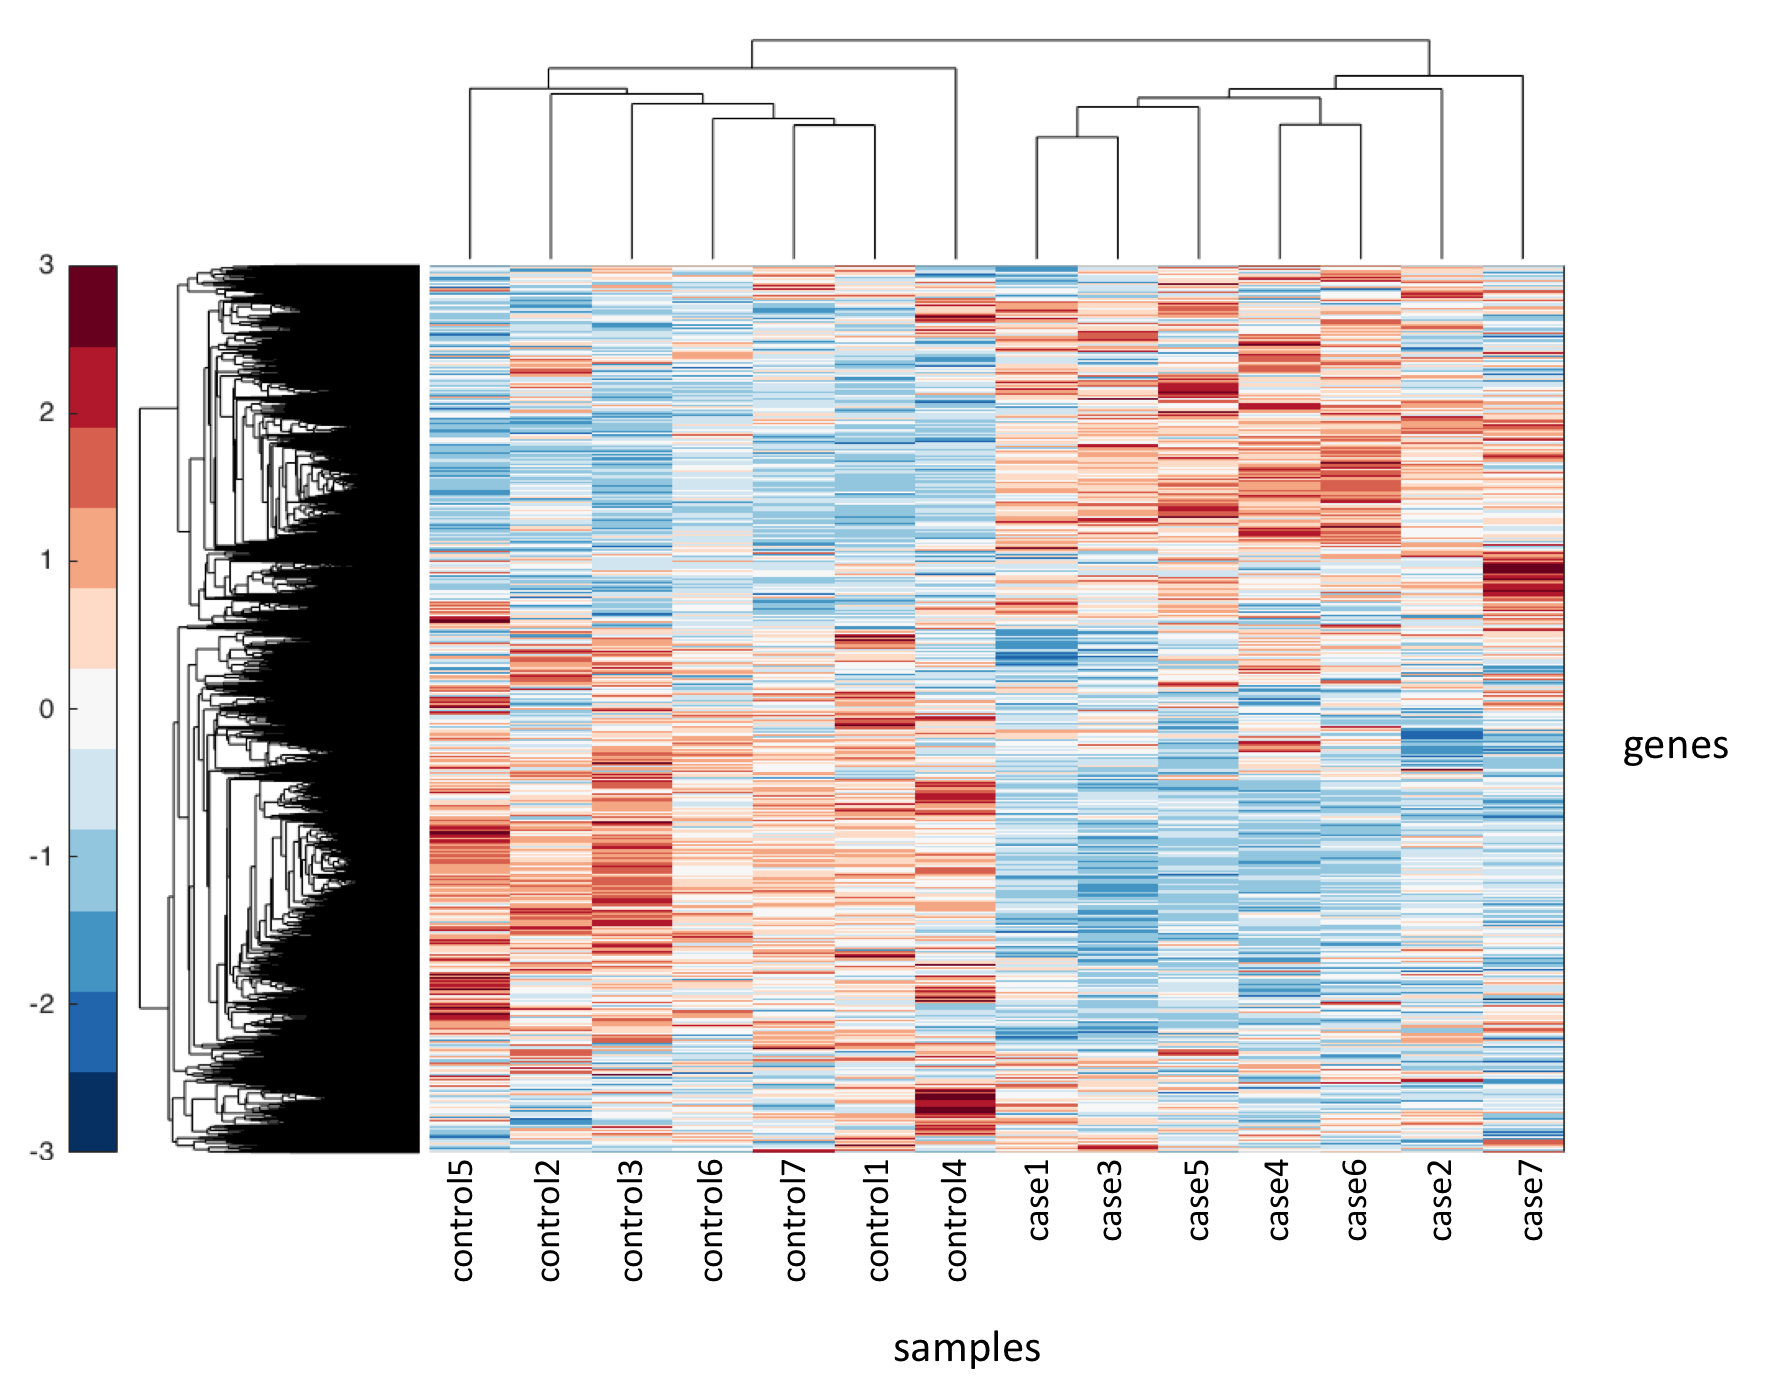 3
2
1
0
-1
-2
-3
genes
control5
control2
control3
control6
control7
control1
control4
case1
case3
case5
case4
case6
case2
case7
samples